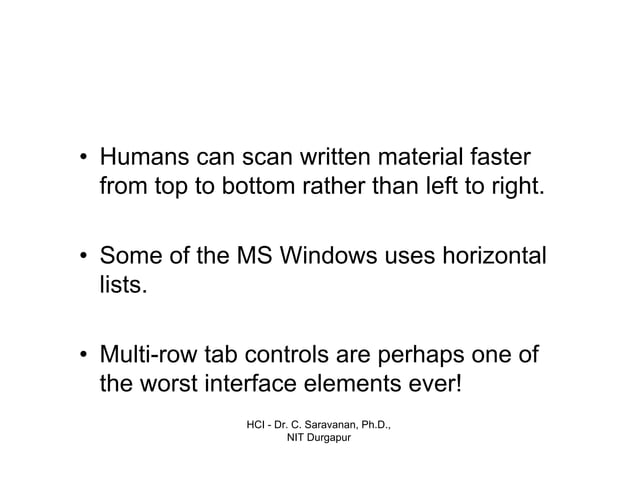 • Humans can scan written material faster
from top to bottom rather than left to right.
• Some of the MS Windows uses horizontal
lists.
• Multi-row tab controls are perhaps one of
the worst interface elements ever!
HCI - Dr. C. Saravanan, Ph.D.,
NIT Durgapur